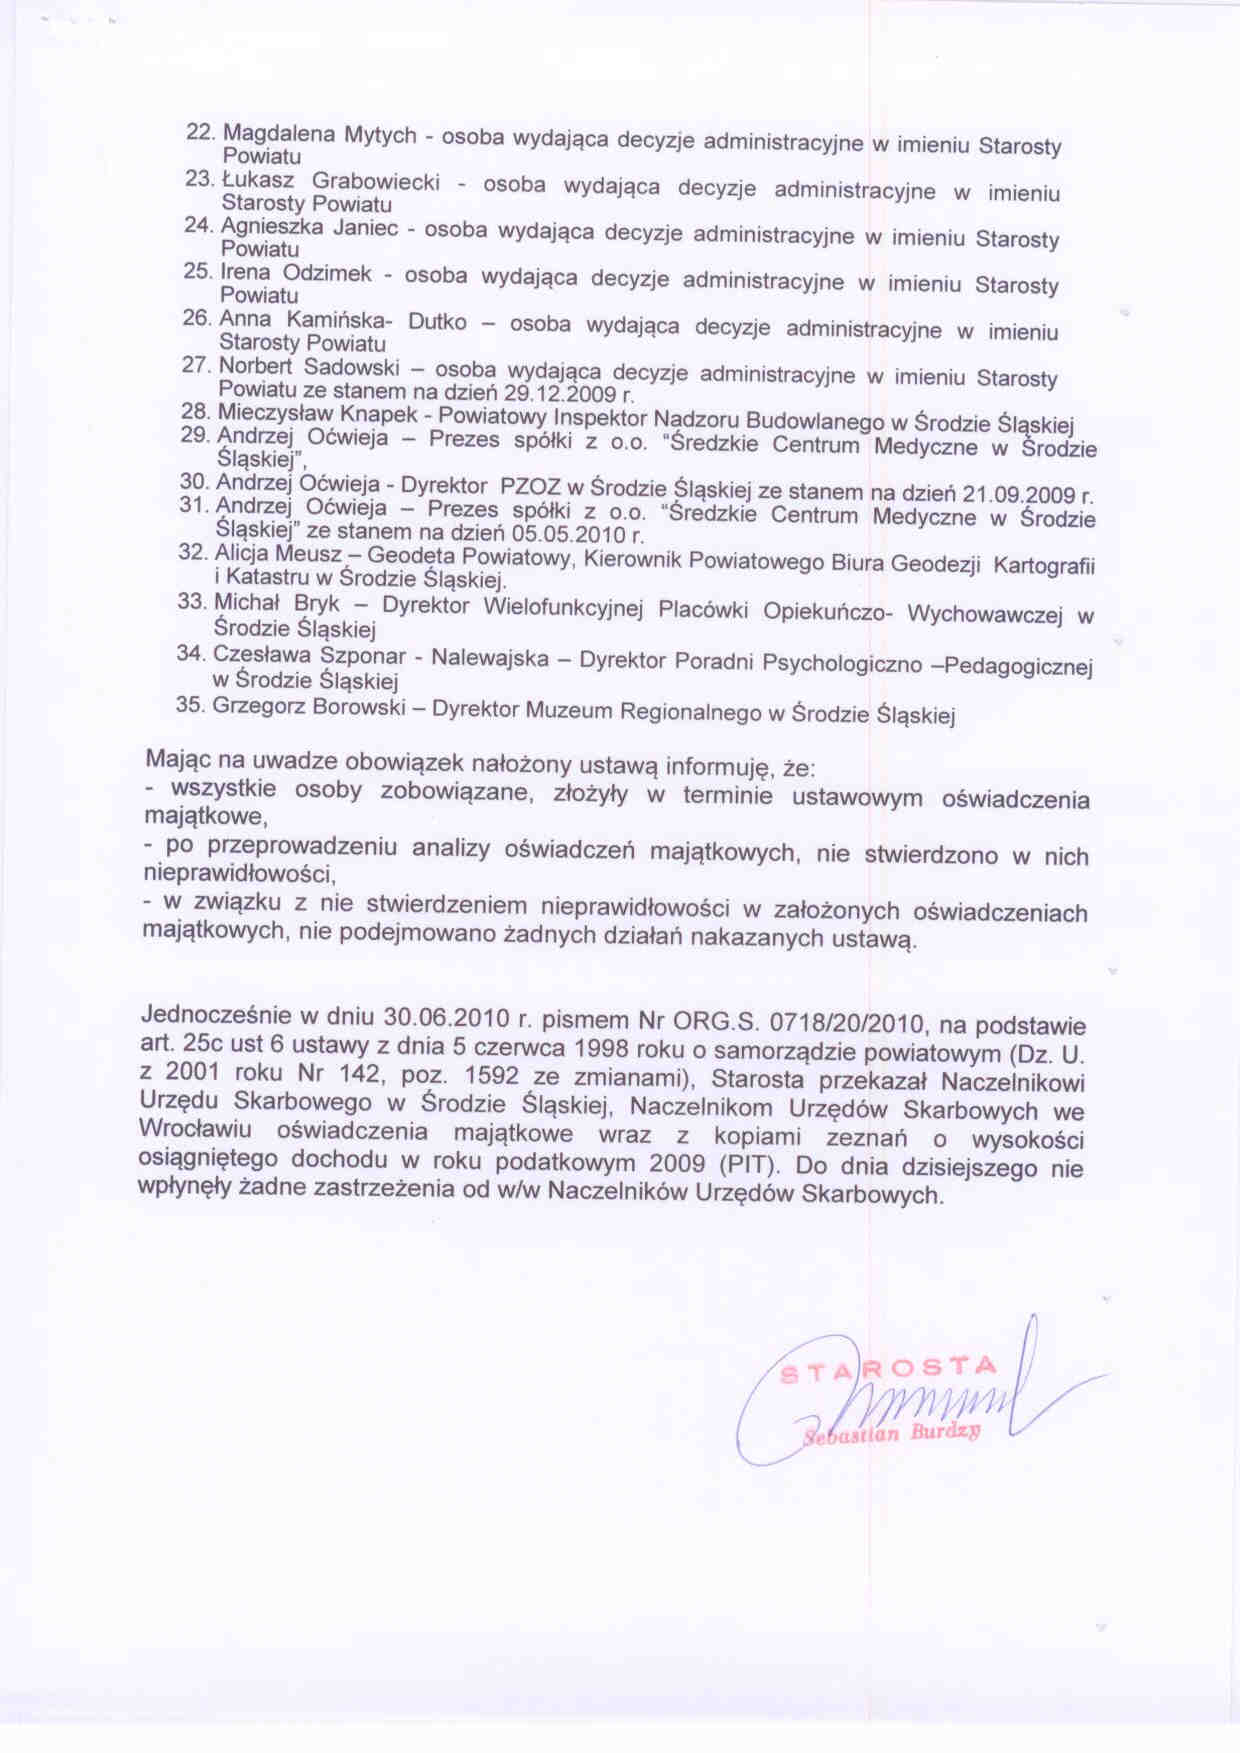 22. Magdalena Mytych - osoba wydająca decyzje administracyjne w imieniu Starosty
Powiatu
23. Łukasz Grabowiecki - osoba wydająca decyzje administracyjne w imieniu
Starosty Powiatu
24. Agnieszka Janiec - osoba wydająca decyzje administracyjne w imieniu Starosty
Powiatu
25. Irena Odzimek - osoba wydająca decyzje administracyjne w imieniu Starosty
Powiatu
26. Anna Kamińska- Dutko – osoba wydająca decyzje administracyjne w imieniu
Starosty Powiatu
27. Norbert Sadowski – osoba wydająca decyzje administracyjne w imieniu Starosty
Powiatu ze stanem na dzień 29.12.2009 r.
28. Mieczysław Knapek - Powiatowy Inspektor Nadzoru Budowlanego w Środzie Śląskiej
29. Andrzej Oćwieja – Prezes spółki z o.o. “Średzkie Centrum Medyczne w Środzie
Śląskiej”,
30. Andrzej Oćwieja - Dyrektor PZOZ w Środzie Śląskiej ze stanem na dzień 21.09.2009 r.
31. Andrzej Oćwieja – Prezes spółki z o.o. “Średzkie Centrum Medyczne w Środzie
Śląskiej” ze stanem na dzień 05.05.2010 r.
32. Alicja Meusz – Geodeta Powiatowy, Kierownik Powiatowego Biura Geodezji Kartografii
i Katastru w Środzie Śląskiej.
33. Michał Bryk – Dyrektor Wielofunkcyjnej Placówki Opiekuńczo- Wychowawczej w
Środzie Śląskiej
34. Czesława Szponar - Nalewajska – Dyrektor Poradni Psychologiczno –Pedagogicznej
w Środzie Śląskiej
35. Grzegorz Borowski – Dyrektor Muzeum Regionalnego w Środzie Śląskiej
Mając na uwadze obowiązek nałożony ustawą informuję, że:
- wszystkie osoby zobowiązane, złożyły w terminie ustawowym oświadczenia
majątkowe,
- po przeprowadzeniu analizy oświadczeń majątkowych, nie stwierdzono w nich
nieprawidłowości,
- w związku z nie stwierdzeniem nieprawidłowości w założonych oświadczeniach
majątkowych, nie podejmowano żadnych działań nakazanych ustawą.
Jednocześnie w dniu 30.06.2010 r. pismem Nr ORG.S. 0718/20/2010, na podstawie
art. 25c ust 6 ustawy z dnia 5 czerwca 1998 roku o samorządzie powiatowym (Dz. U.
z 2001 roku Nr 142, poz. 1592 ze zmianami), Starosta przekazał Naczelnikowi
Urzędu Skarbowego w Środzie Śląskiej, Naczelnikom Urzędów Skarbowych we
Wrocławiu oświadczenia majątkowe wraz z kopiami zeznań o wysokości
osiągniętego dochodu w roku podatkowym 2009 (PIT). Do dnia dzisiejszego nie
wpłynęły żadne zastrzeżenia od w/w Naczelników Urzędów Skarbowych.
STAROSTA
Sebastian Burdzy